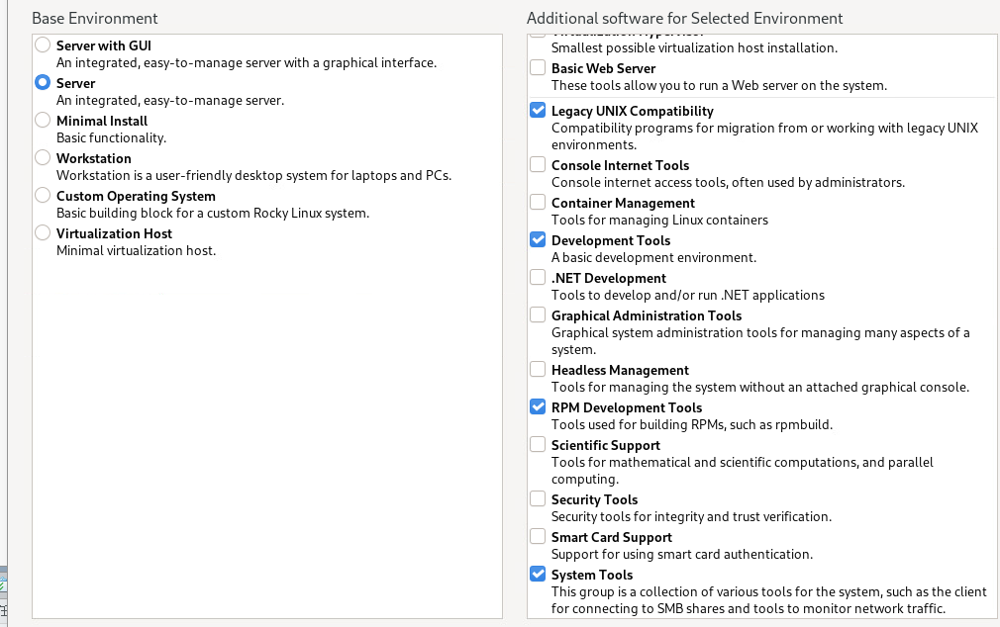 Base Environment
Server with GUI
An integrated, easy-to-manage server with a graphical interface.
Server
An integrated, easy-to-manage server.
Minimal Install
Basic functionality.
Workstation
Workstation is a user-friendly desktop system for laptops and PCs.
Custom Operating System
Basic building block for a custom Rocky Linux system.
Virtualization Host
Minimal virtualization host.
Additional software for Selected Environment
Virtualization Hypervisor
Smallest possible virtualization host installation.
Basic Web Server
These tools allow you to run a Web server on the system.
Legacy UNIX Compatibility
Compatibility programs for migration from or working with legacy UNIX
environments.
Console Internet Tools
Console internet access tools, often used by administrators.
Container Management
Tools for managing Linux containers
Development Tools
A basic development environment.
.NET Development
Tools to develop and/or run .NET applications
Graphical Administration Tools
Graphical system administration tools for managing many aspects of a
system.
Headless Management
Tools for managing the system without an attached graphical console.
RPM Development Tools
Tools used for building RPMs, such as rpmbuild.
Scientific Support
Tools for mathematical and scientific computations, and parallel
computing.
Security Tools
Security tools for integrity and trust verification.
Smart Card Support
Support for using smart card authentication.
System Tools
This group is a collection of various tools for the system, such as the client
for connecting to SMB shares and tools to monitor network traffic.